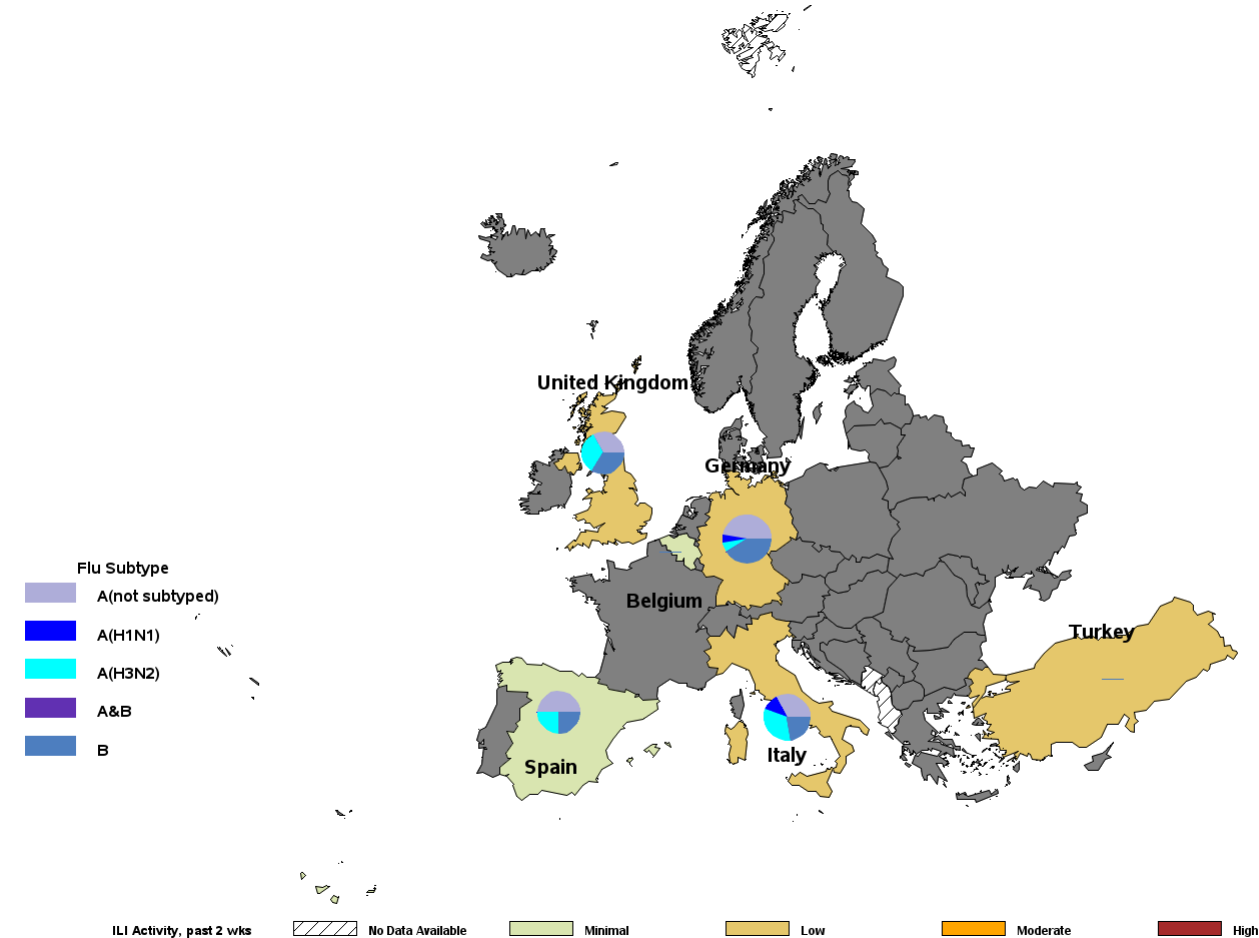 United Kingdom
Germany
Flu Subtype
A(not subtyped)
Belgium
A(H1N1)
Turkey
A(H3N2)
A&B
B
Italy
Spain
ILI Activity, past 2 wks No Data Available Minimal Low Moderate High